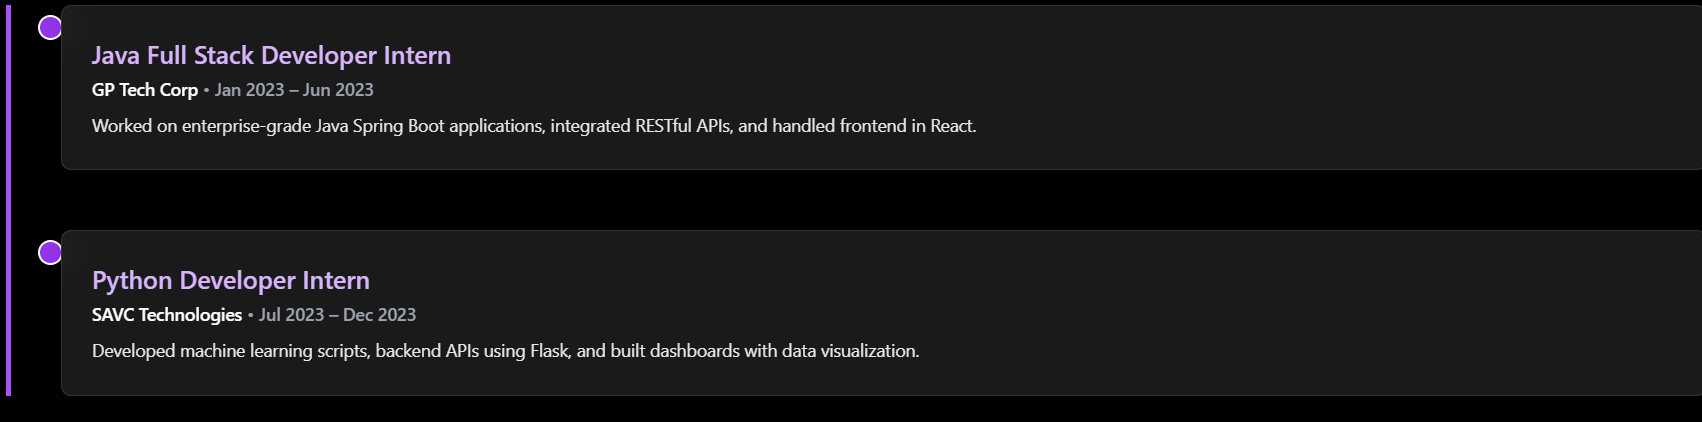 Java Full Stack Developer Intern
GP Tech Corp • Jan 2023 – Jun 2023
Worked on enterprise-grade Java Spring Boot applications, integrated RESTful APIs, and handled frontend in React.
Python Developer Intern
SAVC Technologies • Jul 2023 – Dec 2023
Developed machine learning scripts, backend APIs using Flask, and built dashboards with data visualization.